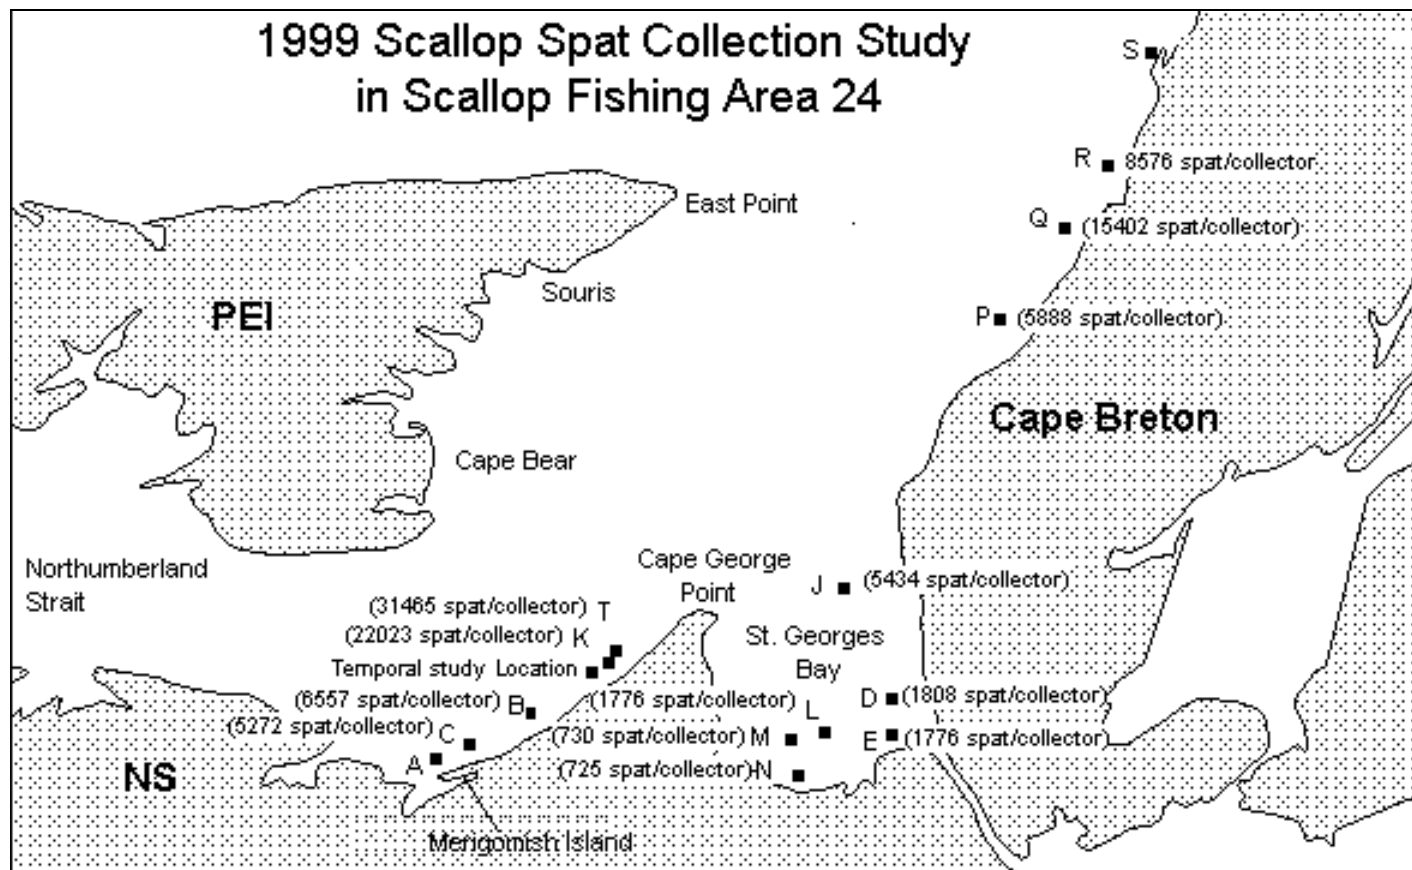 1999 Scallop Spat Collection Study
in Scallop Fishing Area 24
S
R 8576 spat/collector
East Point
Q (15402 spat/collector)
Souris
PEI
P (5888 spat/collector)
Cape Breton
Cape Bear
Northumberland
Strait
Cape George
Point
J (5434 spat/collector)
(31465 spat/collector) T
(22023 spat/collector) K
St. Georges
Bay
Temporal study Location
(6557 spat/collector) B
(1776 spat/collector) L
D (1808 spat/collector)
(5272 spat/collector) C
(730 spat/collector) M
E (1776 spat/collector)
A
(725 spat/collector) N
NS
Merigomish Island